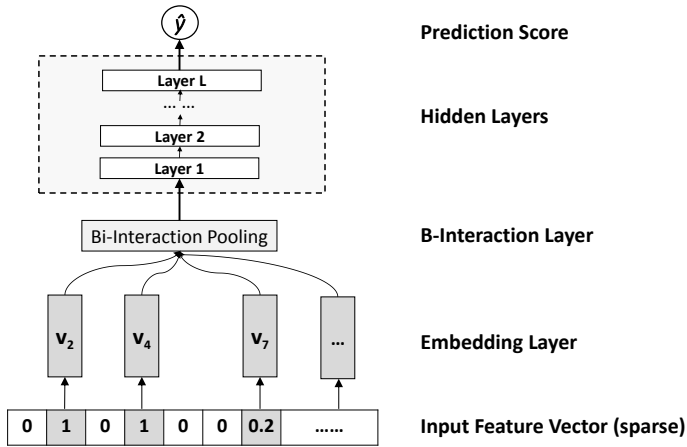 ŷ Prediction Score
Layer L
... ...
Hidden Layers
Layer 2
Layer 1
Bi-Interaction Pooling B-Interaction Layer
v2 v4 v7 ... Embedding Layer
0 1 0 1 0 0 0.2 ...... Input Feature Vector (sparse)